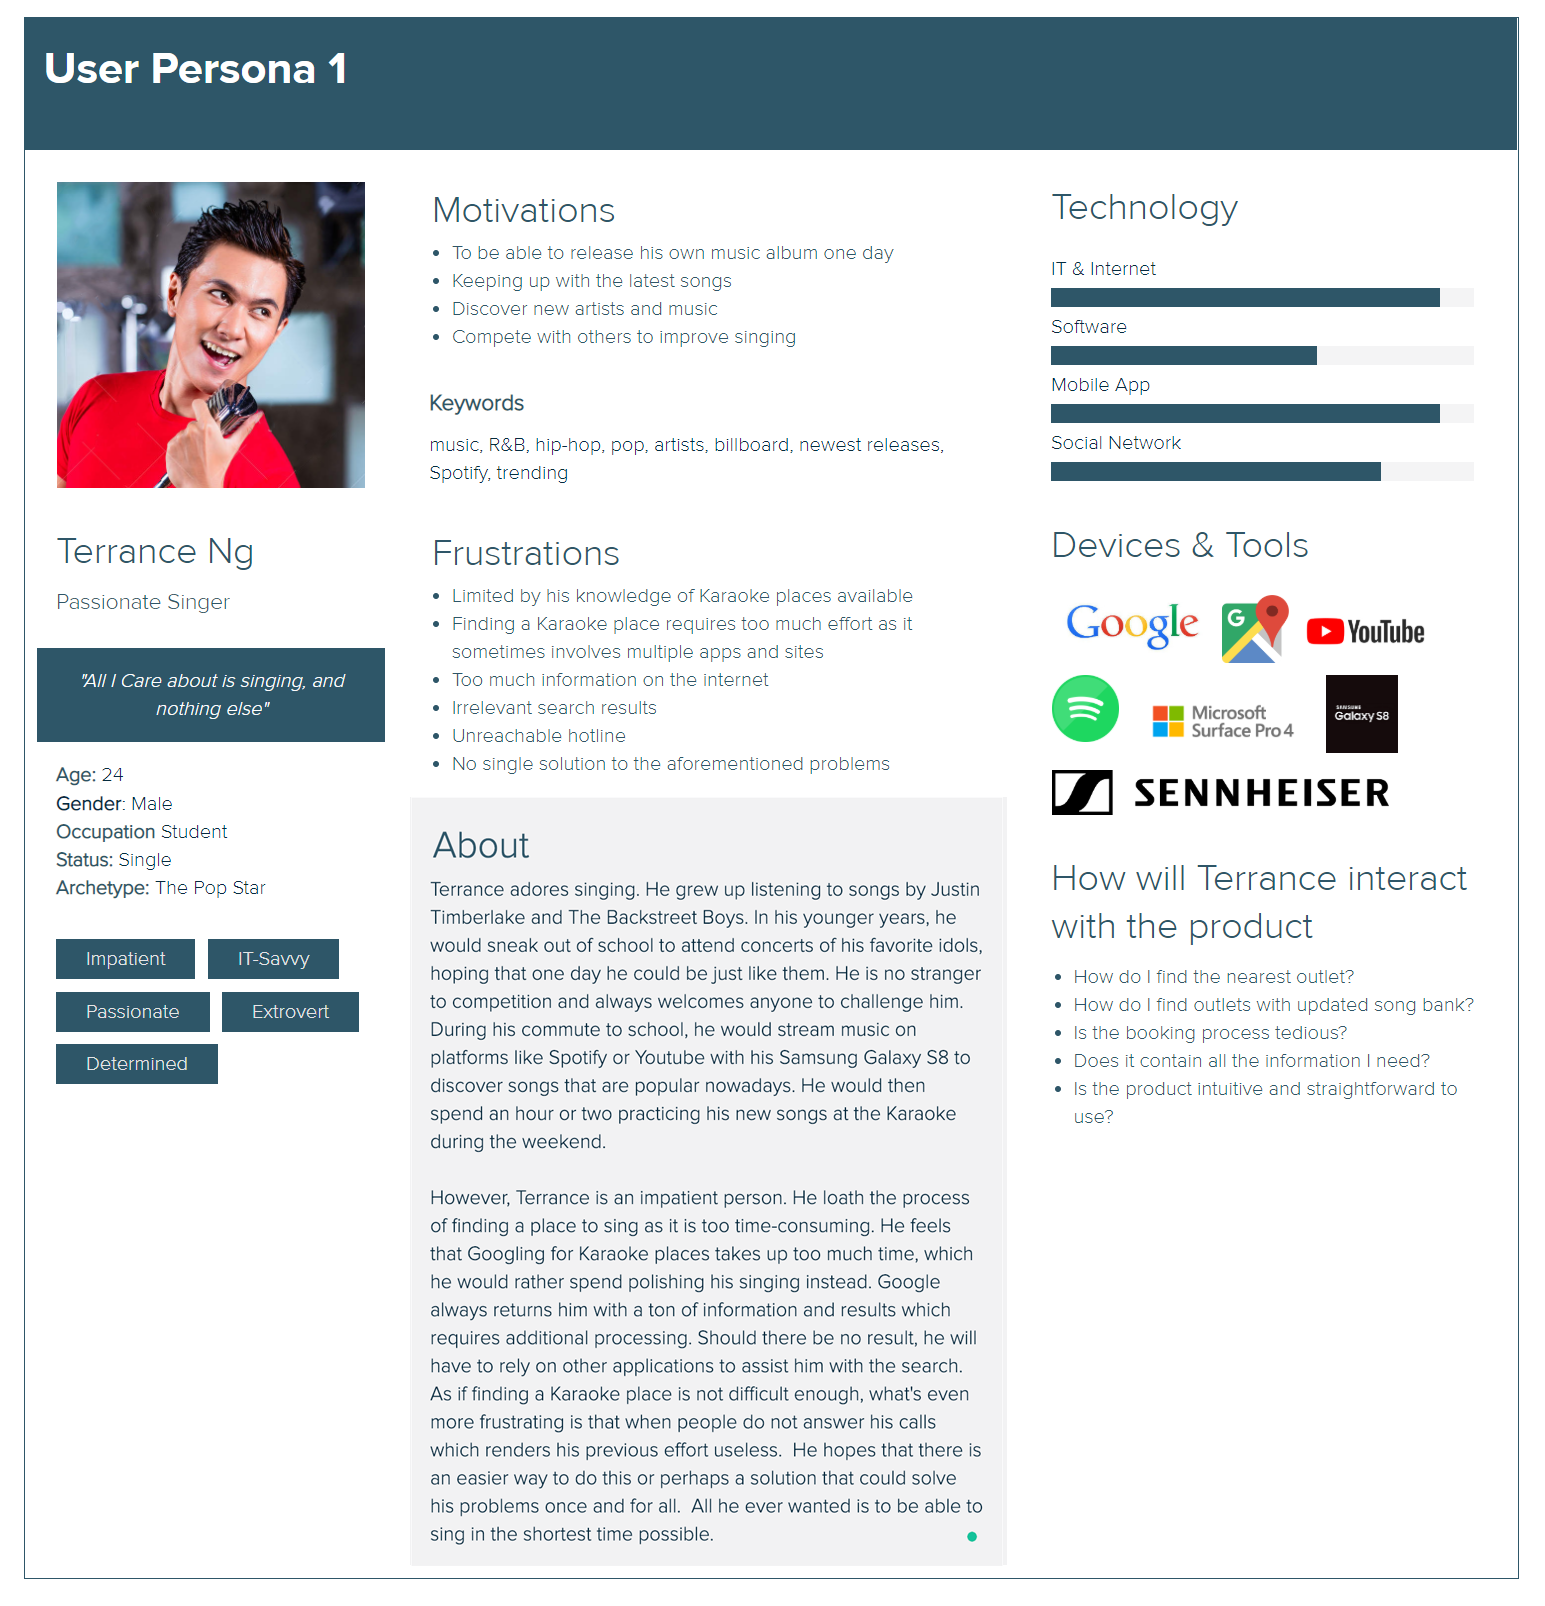 User Persona 1
Terrance Ng
Passionate Singer
"All I Care about is singing, and
nothing else"
Age: 24
Gender: Male
Occupation Student
Status: Single
Archetype: The Pop Star
Impatient
IT-Savvy
Passionate
Extrovert
Determined
Motivations
• To be able to release his own music album one day
• Keeping up with the latest songs
• Discover new artists and music
• Compete with others to improve singing
Keywords
music, R&B, hip-hop, pop, artists, billboard, newest releases,
Spotify, trending
Frustrations
• Limited by his knowledge of Karaoke places available
• Finding a Karaoke place requires too much effort as it
sometimes involves multiple apps and sites
• Too much information on the internet
• Irrelevant search results
• Unreachable hotline
• No single solution to the aforementioned problems
About
Terrance adores singing. He grew up listening to songs by Justin
Timberlake and The Backstreet Boys. In his younger years, he
would sneak out of school to attend concerts of his favorite idols,
hoping that one day he could be just like them. He is no stranger
to competition and always welcomes anyone to challenge him.
During his commute to school, he would stream music on
platforms like Spotify or Youtube with his Samsung Galaxy S8 to
discover songs that are popular nowadays. He would then
spend an hour or two practicing his new songs at the Karaoke
during the weekend.
However, Terrance is an impatient person. He loath the process
of finding a place to sing as it is too time-consuming. He feels
that Googling for Karaoke places takes up too much time, which
he would rather spend polishing his singing instead. Google
always returns him with a ton of information and results which
requires additional processing. Should there be no result, he will
have to rely on other applications to assist him with the search.
As if finding a Karaoke place is not difficult enough, what's even
more frustrating is that when people do not answer his calls
which renders his previous effort useless.  He hopes that there is
an easier way to do this or perhaps a solution that could solve
his problems once and for all.  All he ever wanted is to be able to
sing in the shortest time possible.
Technology
IT & Internet
Software
Mobile App
Social Network
Devices & Tools
Google
G
YouTube
Microsoft
Surface Pro 4
SAMSUNG
Galaxy S8
SENNHEISER
How will Terrance interact
with the product
• How do I find the nearest outlet?
• How do I find outlets with updated song bank?
• Is the booking process tedious?
• Does it contain all the information I need?
• Is the product intuitive and straightforward to
use?